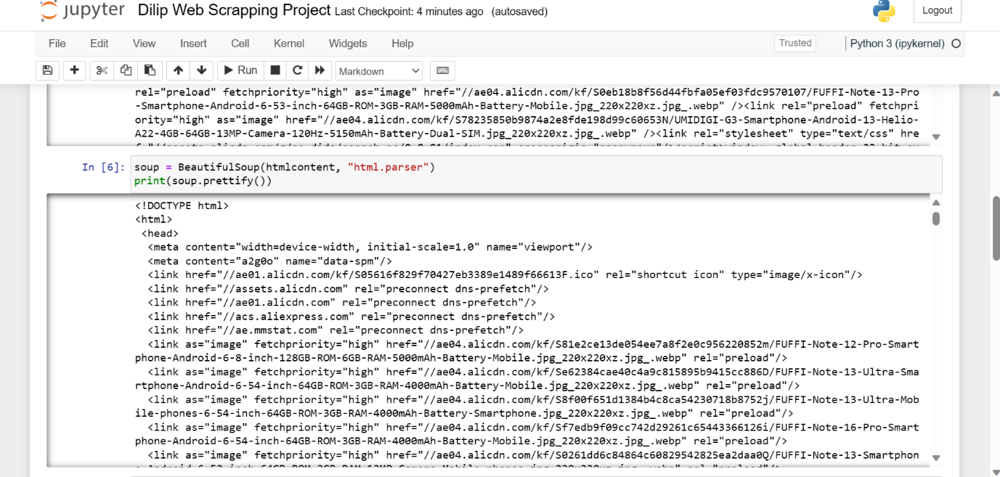 jupyter Dilip Web Scrapping Project Last Checkpoint: 4 minutes ago (autosaved)
Logout
File Edit View Insert Cell Kernel Widgets Help
Trusted
Python 3 (ipykernel)
Run
Markdown
rel="preload" fetchpriority="high" as="image" href="//ae04.alicdn.com/kf/S0eb18b8f56d44fbfa05ef03fdc9570107/FUFFI-Note-13-Pro
-Smartphone-Android-6-53-inch-64GB-ROM-3GB-RAM-5000mAh-Battery-Mobile.jpg_220x220xz.jpg_.webp" /><link rel="preload" fetchpri
ority="high" as="image" href="//ae04.alicdn.com/kf/S78235850b9874a2e8fde198d99c60653N/UMIDIGI-G3-Smartphone-Android-13-Helio-
A22-4GB-64GB-13MP-Camera-120Hz-5150mAh-Battery-Dual-SIM.jpg_220x220xz.jpg_.webp" /><link rel="stylesheet" type="text/css" hre
In [6]:
soup = BeautifulSoup(htmlcontent, "html.parser")
print(soup.prettify())
<!DOCTYPE html>
<html>
<head>
<meta content="width=device-width, initial-scale=1.0" name="viewport"/>
<meta content="a2g0o" name="data-spm"/>
<link href="//ae01.alicdn.com/kf/S05616f829f70427eb3389e1489f66613F.ico" rel="shortcut icon" type="image/x-icon"/>
<link href="//assets.alicdn.com" rel="preconnect dns-prefetch"/>
<link href="//ae01.alicdn.com" rel="preconnect dns-prefetch"/>
<link href="//acs.aliexpress.com" rel="preconnect dns-prefetch"/>
<link href="//ae.mmstat.com" rel="preconnect dns-prefetch"/>
<link as="image" fetchpriority="high" href="//ae04.alicdn.com/kf/S81e2ce13de054ee7a8f2e0c956220852m/FUFFI-Note-12-Pro-Smart
phone-Android-6-8-inch-128GB-ROM-6GB-RAM-5000mAh-Battery-Mobile.jpg_220x220xz.jpg_.webp" rel="preload"/>
<link as="image" fetchpriority="high" href="//ae04.alicdn.com/kf/Se62384cae40c4a9c815895b9415cc886D/FUFFI-Note-13-Ultra-Sma
rtphone-Android-6-54-inch-64GB-ROM-3GB-RAM-4000mAh-Battery-Mobile.jpg_220x220xz.jpg_.webp" rel="preload"/>
<link as="image" fetchpriority="high" href="//ae04.alicdn.com/kf/S8f00f651d1384b4c8ca54230718b8752j/FUFFI-Note-13-Ultra-Mob
ile-phones-6-54-inch-64GB-ROM-3GB-RAM-4000mAh-Battery-Smartphone.jpg_220x220xz.jpg_.webp" rel="preload"/>
<link as="image" fetchpriority="high" href="//ae04.alicdn.com/kf/Sf7edb9f09cc742d29261c654433661261i/FUFFI-Note-16-Pro-Smart
phone-Android-6-54-inch-64GB-ROM-3GB-RAM-4000mAh-Battery-Mobile.jpg_220x220xz.jpg_.webp" rel="preload"/>
<link as="image" fetchpriority="high" href="//ae04.alicdn.com/kf/S0261dd6c84864c60829542825ea2daa0Q/FUFFI-Note-13-Smartphon